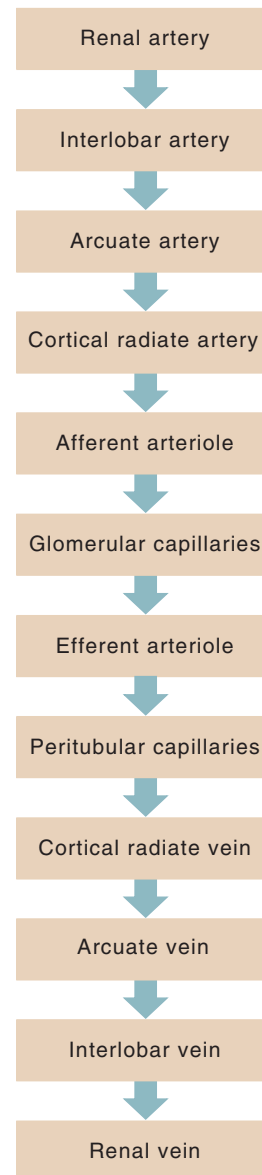 Renal artery
Interlobar artery
Arcuate artery
Cortical radiate artery
Afferent arteriole
Glomerular capillaries
Efferent arteriole
Peritubular capillaries
Cortical radiate vein
Arcuate vein
Interlobar vein
Renal vein